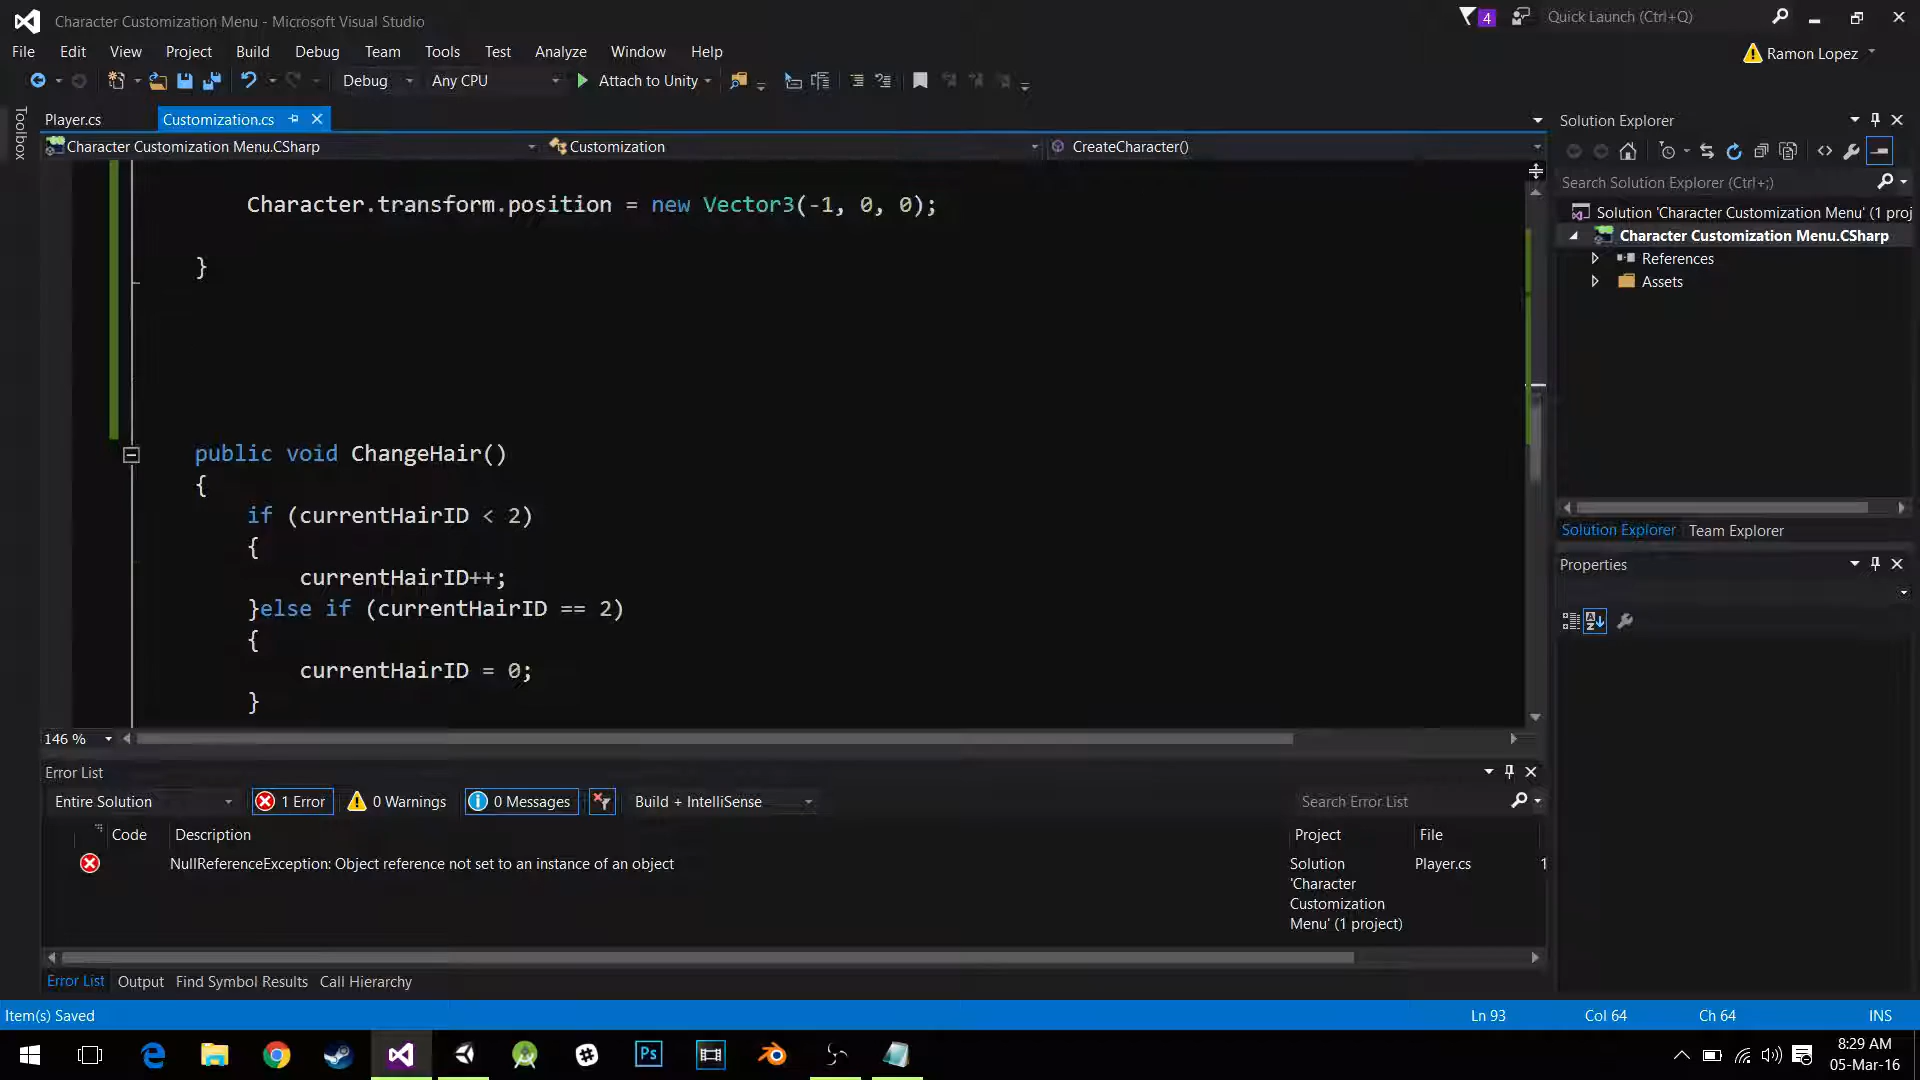 Character Customization Menu - Microsoft Visual Studio
4
Quick Launch (Ctrl+Q)
File Edit View Project Build Debug Team Tools Test Analyze Window Help
Ramon Lopez
Debug Any CPU Attach to Unity
Toolbox
Player.cs Customization.cs
Character Customization Menu.CSharp Customization CreateCharacter()
Character.transform.position = new Vector3(-1, 0, 0);
}
public void ChangeHair()
{
if (currentHairID < 2)
{
currentHairID++;
}else if (currentHairID == 2)
{
currentHairID = 0;
}
146 %
Solution Explorer
Search Solution Explorer (Ctrl+;)
Solution 'Character Customization Menu' (1 proj
Character Customization Menu.CSharp
References
Assets
Solution Explorer Team Explorer
Properties
Error List
Entire Solution 1 Error 0 Warnings 0 Messages Build + IntelliSense Search Error List
Code Description Project File
NullReferenceException: Object reference not set to an instance of an object Solution Player.cs 1
'Character
Customization
Menu' (1 project)
Error List Output Find Symbol Results Call Hierarchy
Item(s) Saved Ln 93 Col 64 Ch 64 INS
Ps
8:29 AM
05-Mar-16